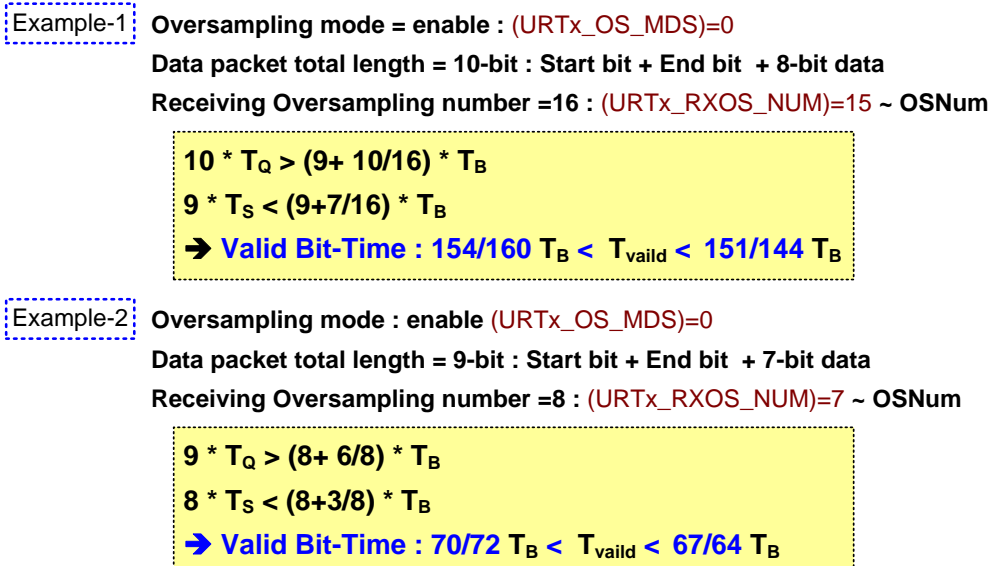 Example-1 Oversampling mode = enable : (URTx_OS_MDS)=0
Data packet total length = 10-bit : Start bit + End bit + 8-bit data
Receiving Oversampling number =16 : (URTx_RXOS_NUM)=15 ~ OSNum
10 * TQ > (9+ 10/16) * TB
9 * TS < (9+7/16) * TB
➔ Valid Bit-Time : 154/160 TB < Tvaild < 151/144 TB
Example-2 Oversampling mode : enable (URTx_OS_MDS)=0
Data packet total length = 9-bit : Start bit + End bit + 7-bit data
Receiving Oversampling number =8 : (URTx_RXOS_NUM)=7 ~ OSNum
9 * TQ > (8+ 6/8) * TB
8 * TS < (8+3/8) * TB
➔ Valid Bit-Time : 70/72 TB < Tvaild < 67/64 TB